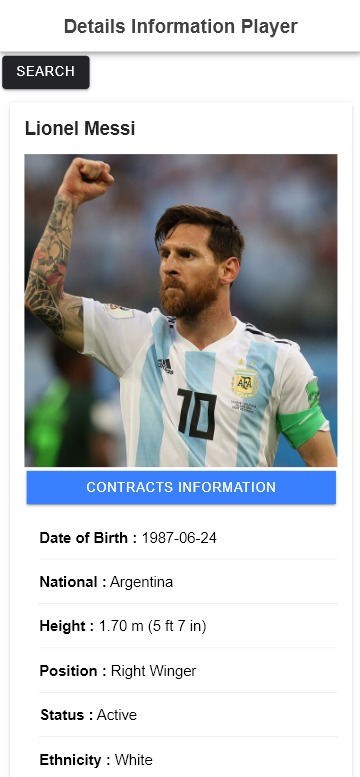 Details Information Player
SEARCH
Lionel Messi
AFA
10
CONTRACTS INFORMATION
Date of Birth : 1987-06-24
National : Argentina
Height : 1.70 m (5 ft 7 in)
Position : Right Winger
Status : Active
Ethnicity : White